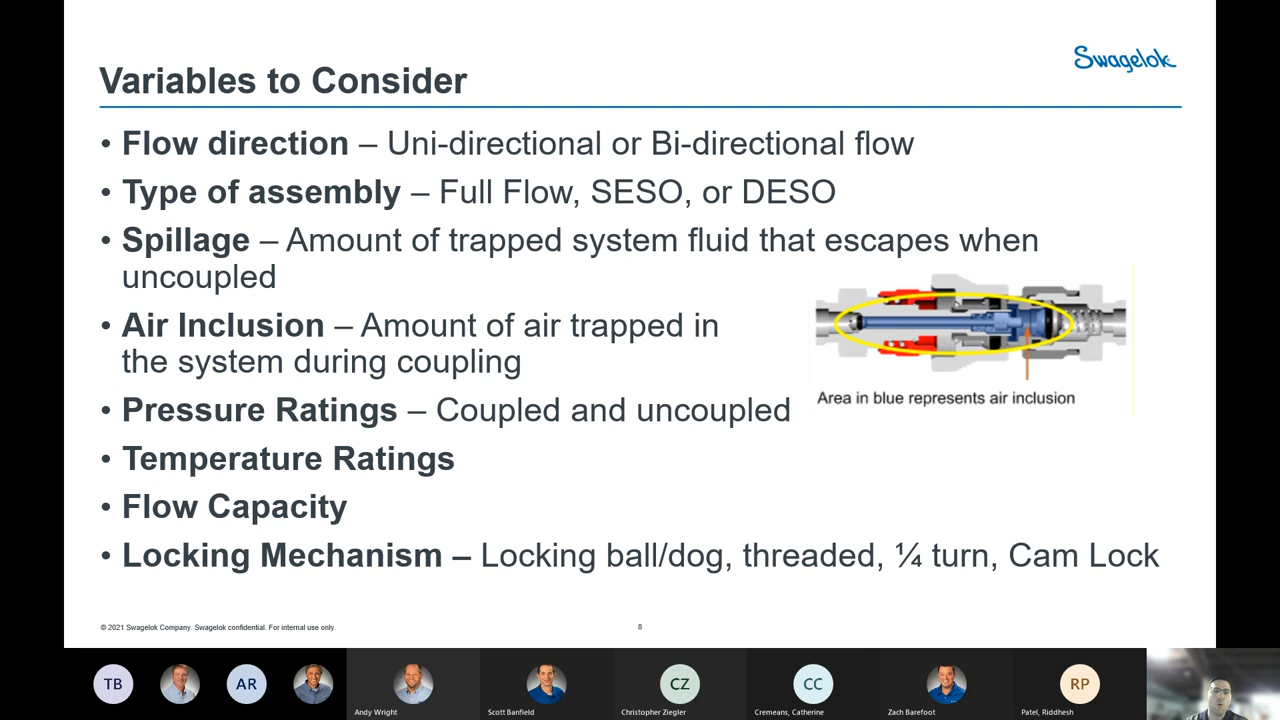 Swagelok
Variables to Consider
• Flow direction – Uni-directional or Bi-directional flow
• Type of assembly – Full Flow, SESO, or DESO
• Spillage – Amount of trapped system fluid that escapes when
uncoupled
• Air Inclusion – Amount of air trapped in
the system during coupling
Area in blue represents air inclusion
• Pressure Ratings – Coupled and uncoupled
• Temperature Ratings
• Flow Capacity
• Locking Mechanism – Locking ball/dog, threaded, ¼ turn, Cam Lock
© 2021 Swagelok Company. Swagelok confidential. For internal use only.
8
TB
AR
CZ
CC
RP
Andy Wright
Scott Banfield
Christopher Ziegler
Cremeans, Catherine
Zach Barefoot
Patel, Riddhesh